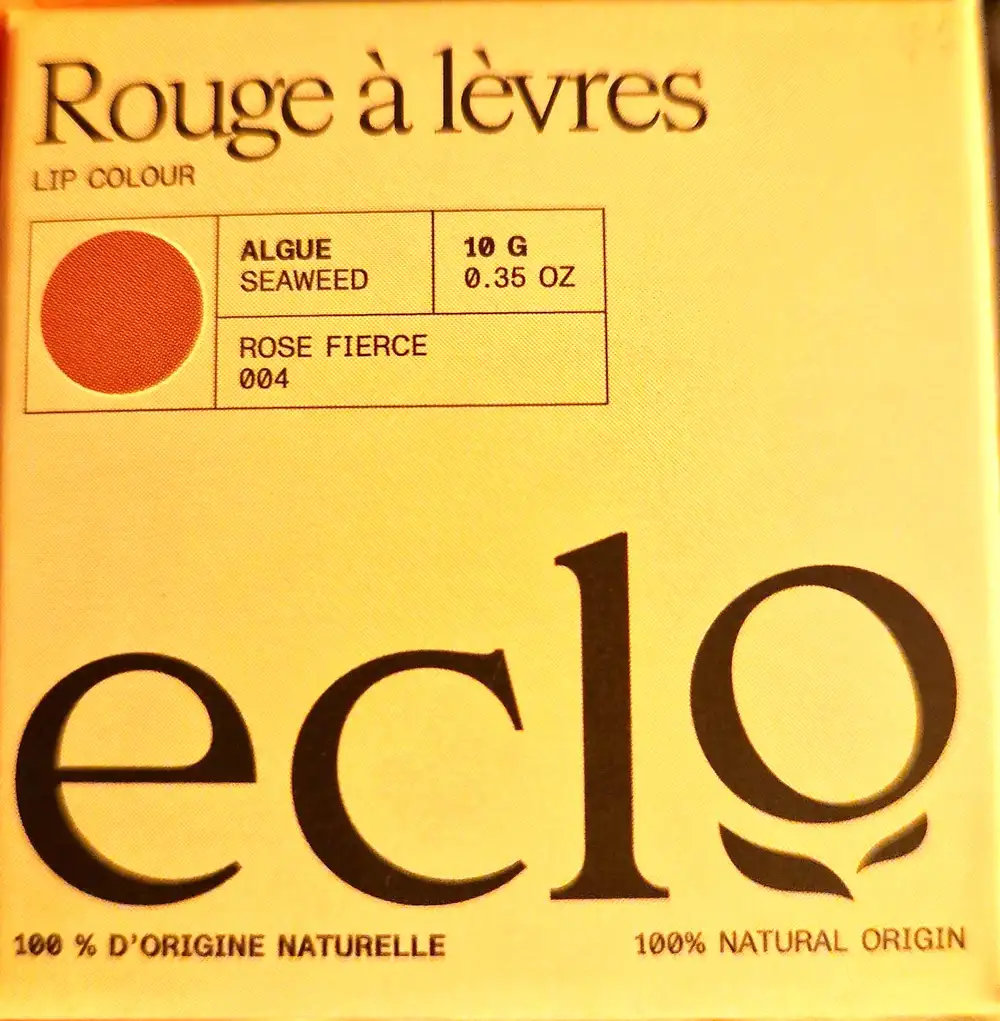 Rouge à lèvres
LIP COLOUR
ALGUE
SEAWEED
10 G
0.35 OZ
ROSE FIERCE
004
eclo
100 % D'ORIGINE NATURELLE
100% NATURAL ORIGIN